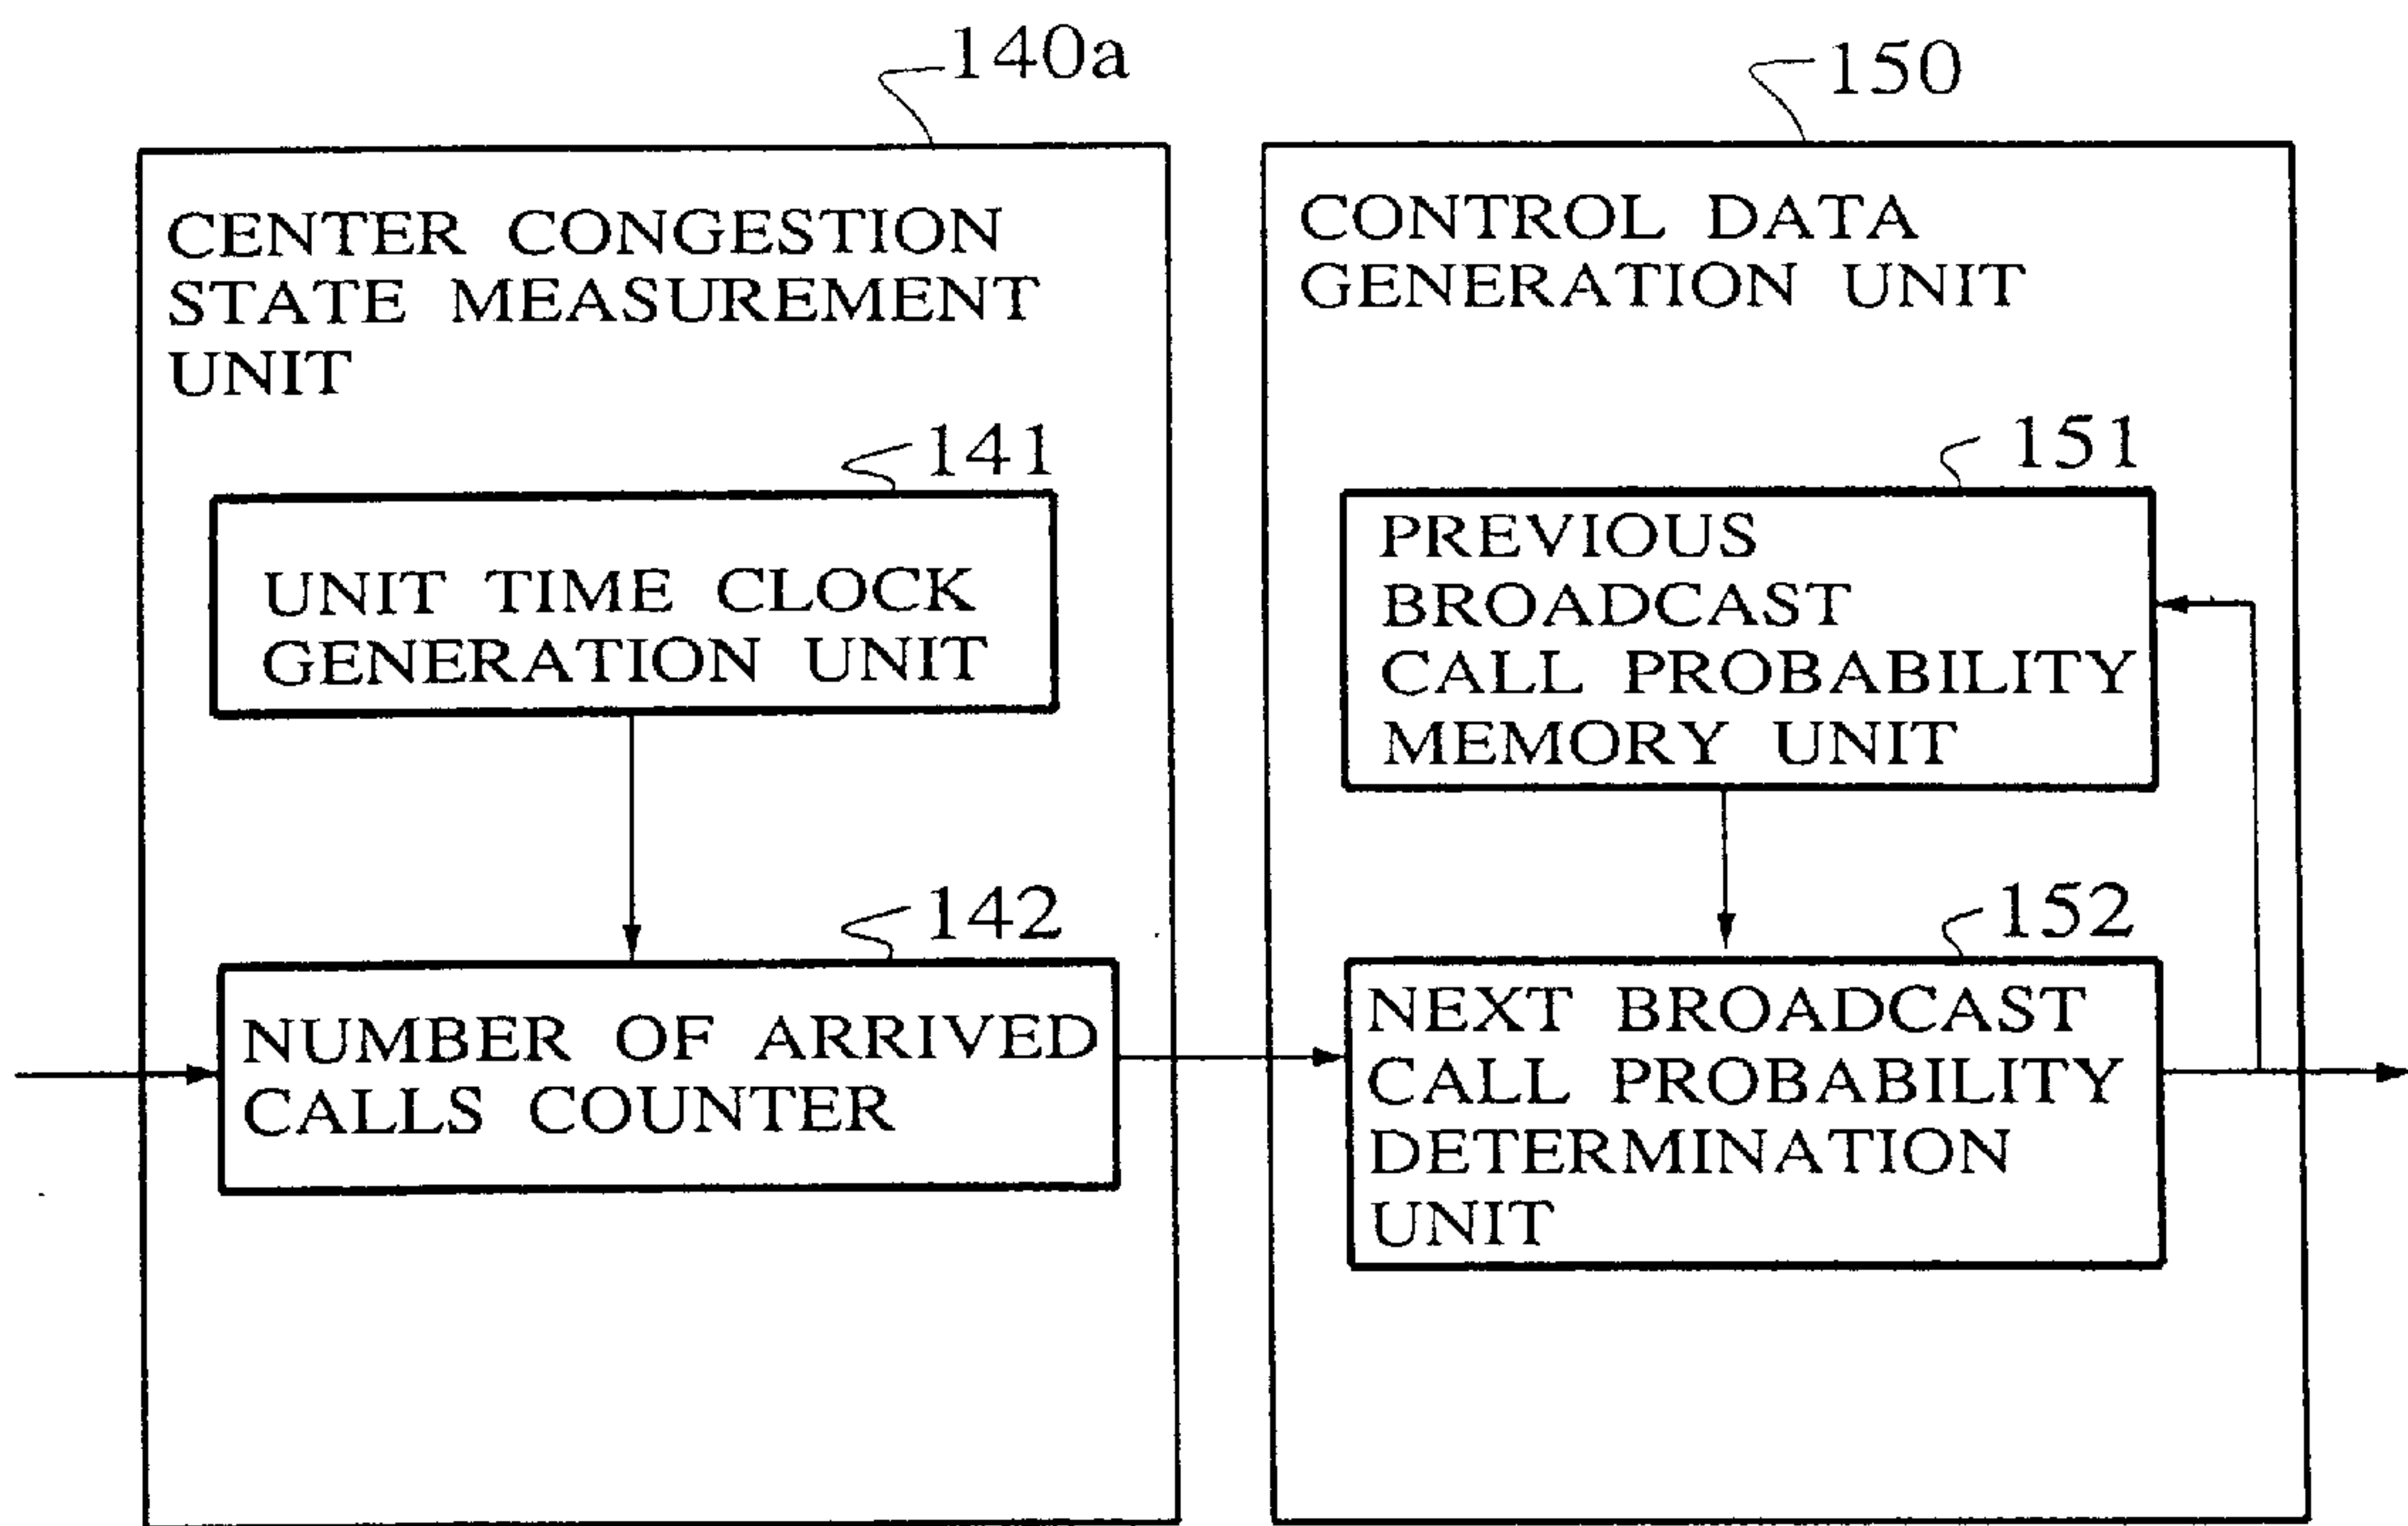 140a
150
CENTER CONGESTION
STATE MEASUREMENT
UNIT
CONTROL DATA
GENERATION UNIT
141
UNIT TIME CLOCK
GENERATION UNIT
151
PREVIOUS
BROADCAST
CALL PROBABILITY
MEMORY UNIT
142
NUMBER OF ARRIVED
CALLS COUNTER
152
NEXT BROADCAST
CALL PROBABILITY
DETERMINATION
UNIT